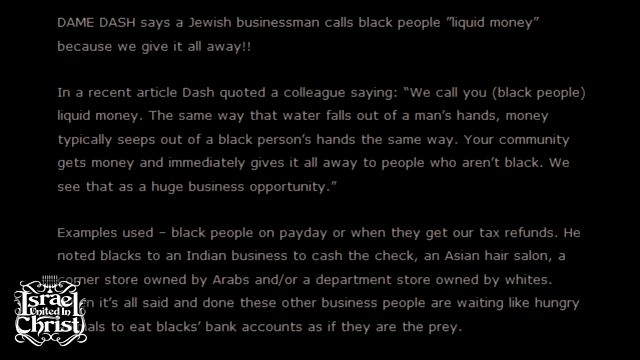 DAME DASH says a Jewish businessman calls black people "liquid money"
because we give it all away!!
In a recent article Dash quoted a colleague saying: "We call you (black people)
liquid money. The same way that water falls out of a man's hands, money
typically seeps out of a black person's hands the same way. Your community
gets money and immediately gives it all away to people who aren't black. We
see that as a huge business opportunity."
Examples used – black people on payday or when they get our tax refunds. He
noted blacks to an Indian business to cash the check, an Asian hair salon, a
corner store owned by Arabs and/or a department store owned by whites.
it's all said and done these other business people are waiting like hungry
to eat blacks' bank accounts as if they are the prey.
Israel
United In
Christ